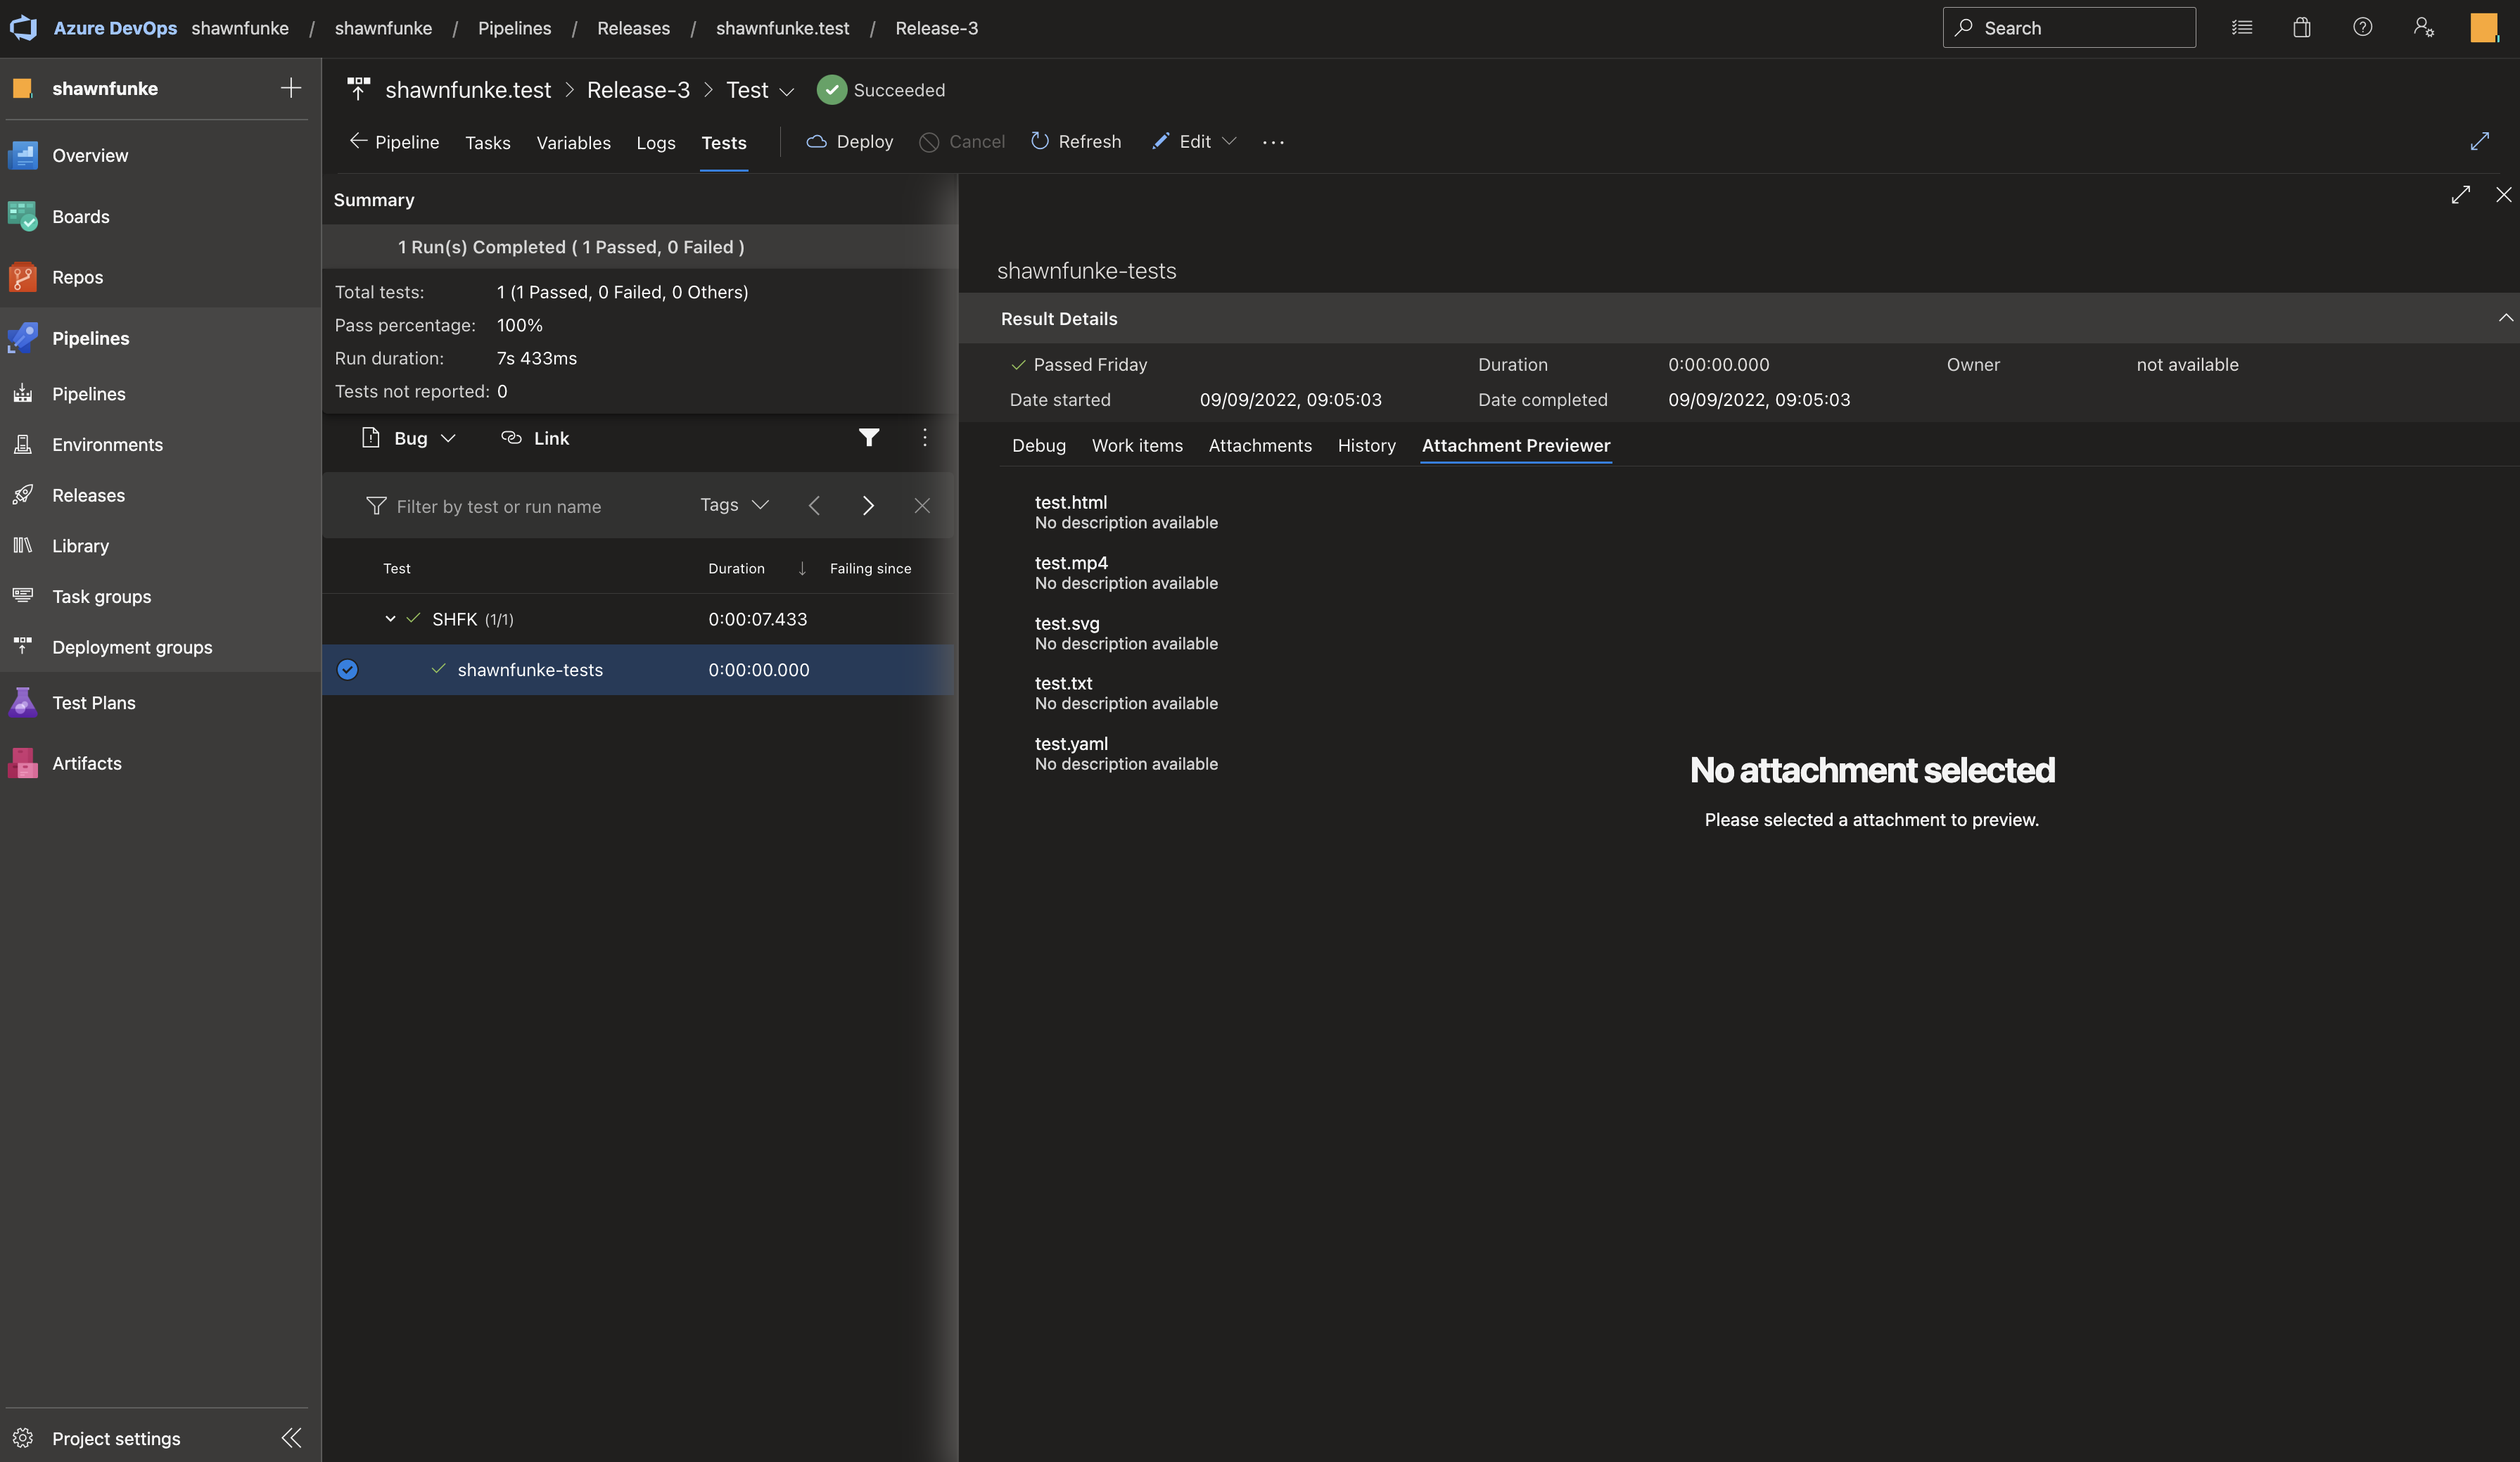 Azure DevOps shawnfunke / shawnfunke / Pipelines / Releases / shawnfunke.test / Release-3
Search
shawnfunke
Overview
Boards
Repos
Pipelines
Pipelines
Environments
Releases
Library
Task groups
Deployment groups
Test Plans
Artifacts
Project settings
shawnfunke.test > Release-3 > Test Succeeded
Pipeline Tasks Variables Logs Tests Deploy Cancel Refresh Edit ...
Summary
1 Run(s) Completed ( 1 Passed, 0 Failed )
Total tests: 1 (1 Passed, 0 Failed, 0 Others)
Pass percentage: 100%
Run duration: 7s 433ms
Tests not reported: 0
Bug Link
Filter by test or run name Tags
Test Duration Failing since
SHFK (1/1) 0:00:07.433
shawnfunke-tests 0:00:00.000
shawnfunke-tests
Result Details
Passed Friday Duration 0:00:00.000 Owner not available
Date started 09/09/2022, 09:05:03 Date completed 09/09/2022, 09:05:03
Debug Work items Attachments History Attachment Previewer
test.html
No description available
test.mp4
No description available
test.svg
No description available
test.txt
No description available
test.yaml
No description available
No attachment selected
Please selected a attachment to preview.